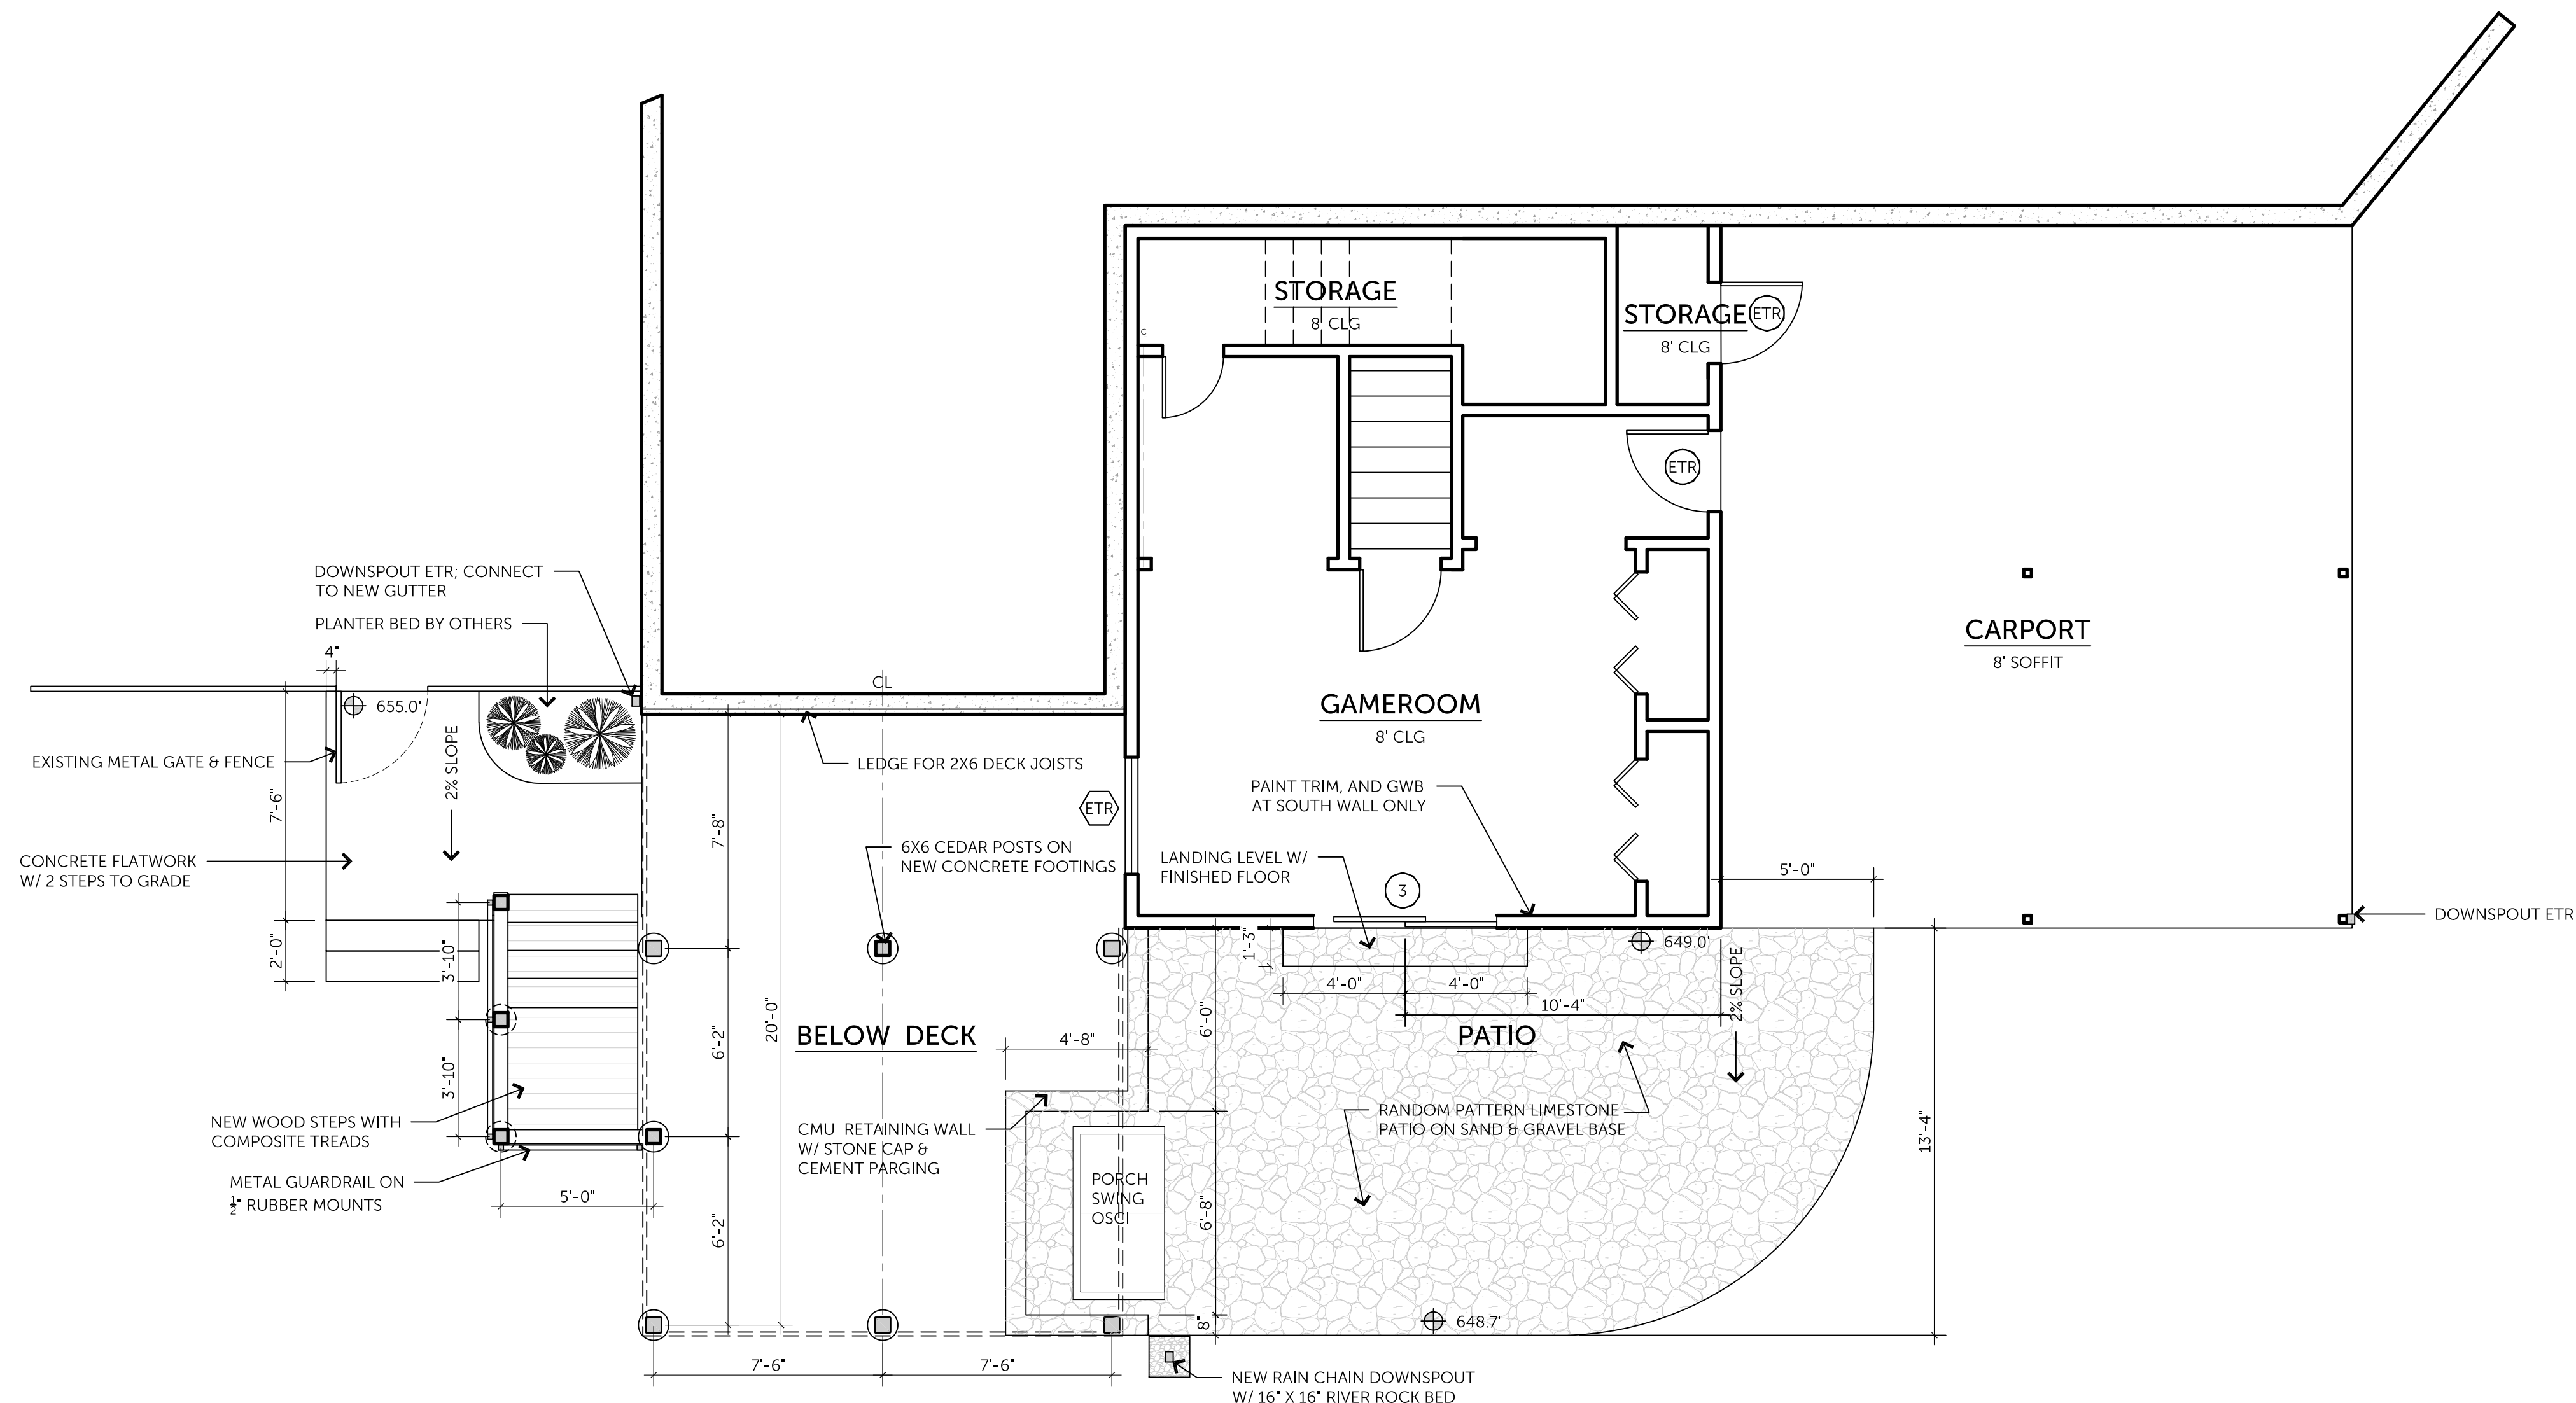 STORAGE
8' CLG
STORAGE
8' CLG
ETR
ETR
DOWNSPOUT ETR; CONNECT
TO NEW GUTTER
PLANTER BED BY OTHERS
4"
655.0'
EXISTING METAL GATE & FENCE
2% SLOPE
7'-6"
CONCRETE FLATWORK
W/ 2 STEPS TO GRADE
2'-0"
3'-10"
3'-10"
NEW WOOD STEPS WITH
COMPOSITE TREADS
METAL GUARDRAIL ON
½" RUBBER MOUNTS
5'-0"
CL
LEDGE FOR 2X6 DECK JOISTS
ETR
7'-8"
6X6 CEDAR POSTS ON
NEW CONCRETE FOOTINGS
20'-0"
6'-2"
6'-2"
BELOW DECK
4'-8"
CMU RETAINING WALL
W/ STONE CAP &
CEMENT PARGING
PORCH
SWING
OSCI
7'-6"
7'-6"
GAMEROOM
8' CLG
PAINT TRIM, AND GWB
AT SOUTH WALL ONLY
LANDING LEVEL W/
FINISHED FLOOR
3
1'-3"
4'-0"
4'-0"
10'-4"
649.0'
2% SLOPE
6'-0"
PATIO
RANDOM PATTERN LIMESTONE
PATIO ON SAND & GRAVEL BASE
6'-8"
8"
648.7'
NEW RAIN CHAIN DOWNSPOUT
W/ 16" X 16" RIVER ROCK BED
CARPORT
8' SOFFIT
5'-0"
DOWNSPOUT ETR
13'-4"